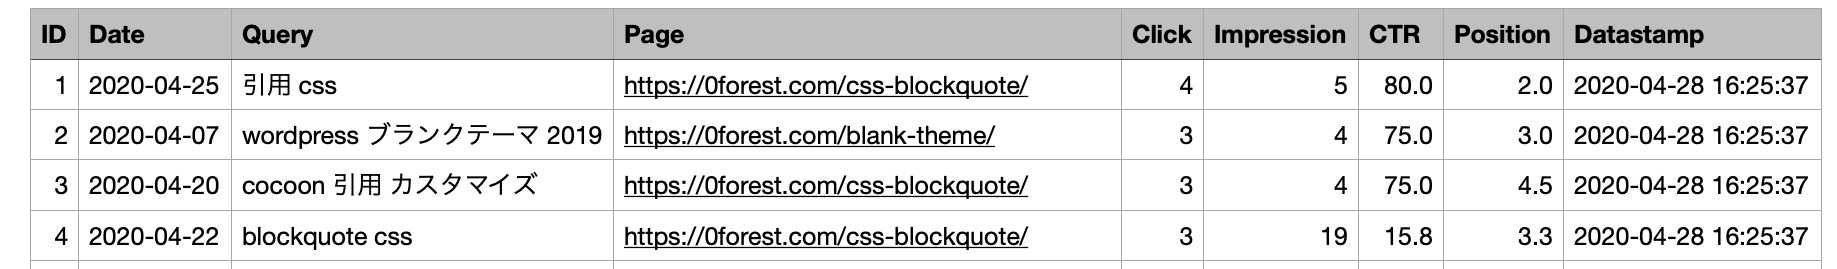 ID Date Query Page Click Impression CTR Position Datastamp
1 2020-04-25 引用 css https://0forest.com/css-blockquote/ 4 5 80.0 2.0 2020-04-28 16:25:37
2 2020-04-07 wordpress ブランクテーマ 2019 https://0forest.com/blank-theme/ 3 4 75.0 3.0 2020-04-28 16:25:37
3 2020-04-20 cocoon 引用 カスタマイズ https://0forest.com/css-blockquote/ 3 4 75.0 4.5 2020-04-28 16:25:37
4 2020-04-22 blockquote css https://0forest.com/css-blockquote/ 3 19 15.8 3.3 2020-04-28 16:25:37